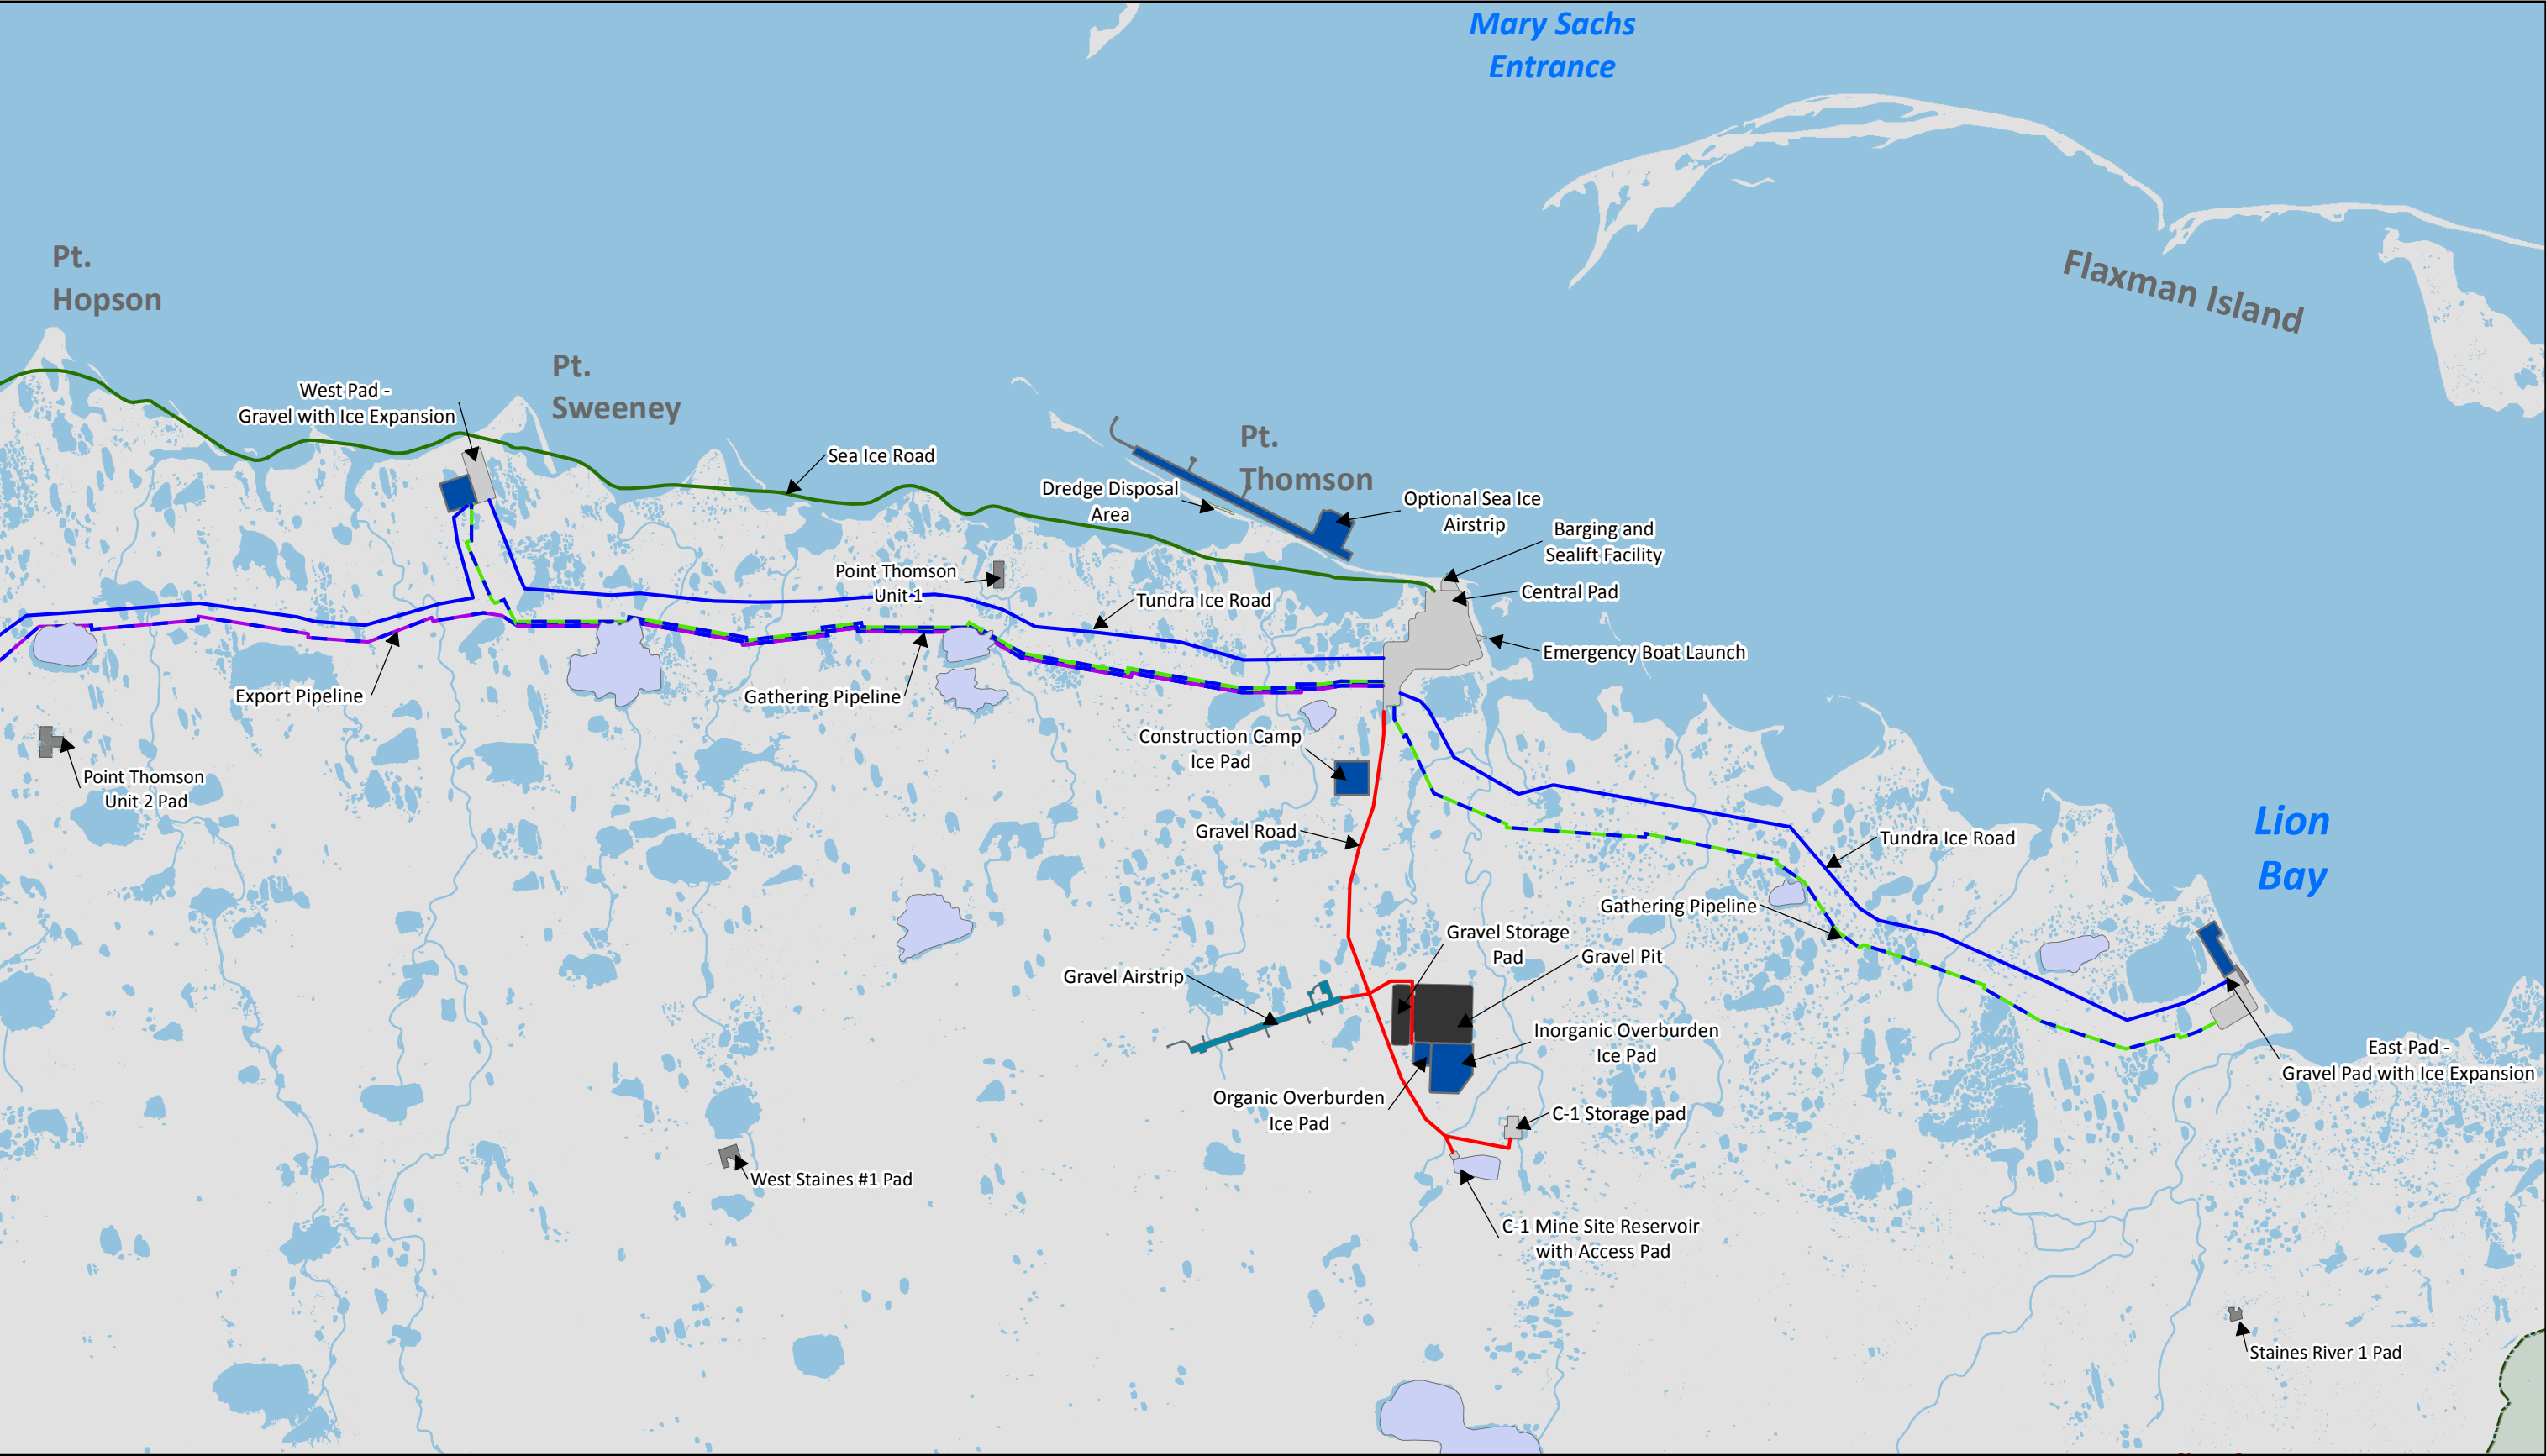 Mary Sachs
Entrance
Pt.
Hopson
Flaxman Island
Pt.
Sweeney
West Pad -
Gravel with Ice Expansion
Pt.
Thomson
Sea Ice Road
Dredge Disposal
Area
Optional Sea Ice
Airstrip
Barging and
Sealift Facility
Point Thomson
Unit 1
Tundra Ice Road
Central Pad
Emergency Boat Launch
Export Pipeline
Gathering Pipeline
Construction Camp
Ice Pad
Point Thomson
Unit 2 Pad
Gravel Road
Tundra Ice Road
Lion
Bay
Gathering Pipeline
Gravel Storage
Pad
Gravel Pit
Gravel Airstrip
Inorganic Overburden
Ice Pad
East Pad -
Gravel Pad with Ice Expansion
Organic Overburden
Ice Pad
C-1 Storage pad
West Staines #1 Pad
C-1 Mine Site Reservoir
with Access Pad
Staines River 1 Pad